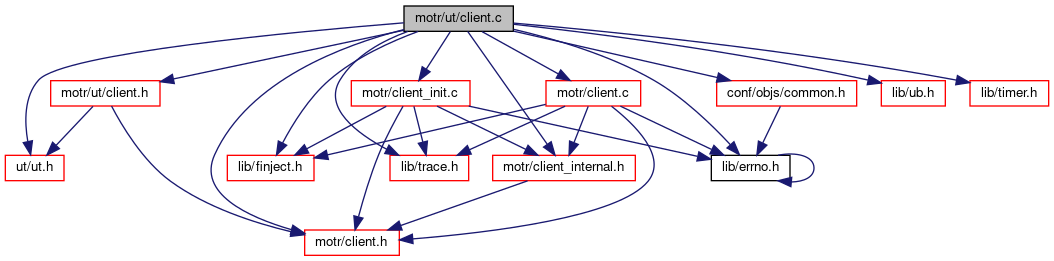 motr/ut/client.c
motr/ut/client.h
motr/client_init.c
motr/client.c
conf/objs/common.h
lib/ub.h
lib/timer.h
ut/ut.h
lib/finject.h
lib/trace.h
motr/client_internal.h
lib/errno.h
motr/client.h